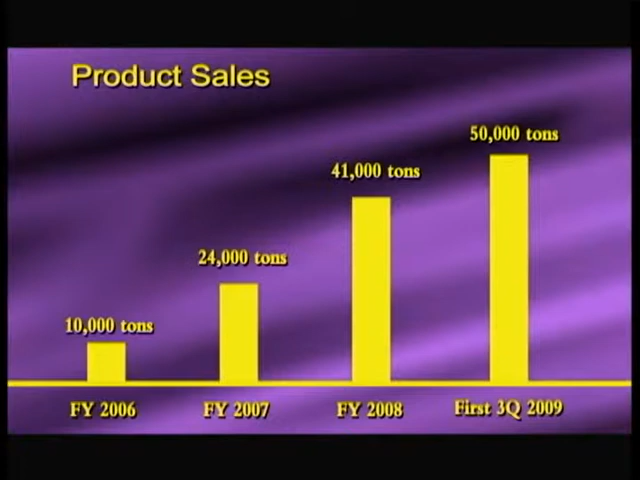 Product Sales
50,000 tons
41,000 tons
24,000 tons
10,000 tons
FY 2006 FY 2007 FY 2008 First 3Q 2009